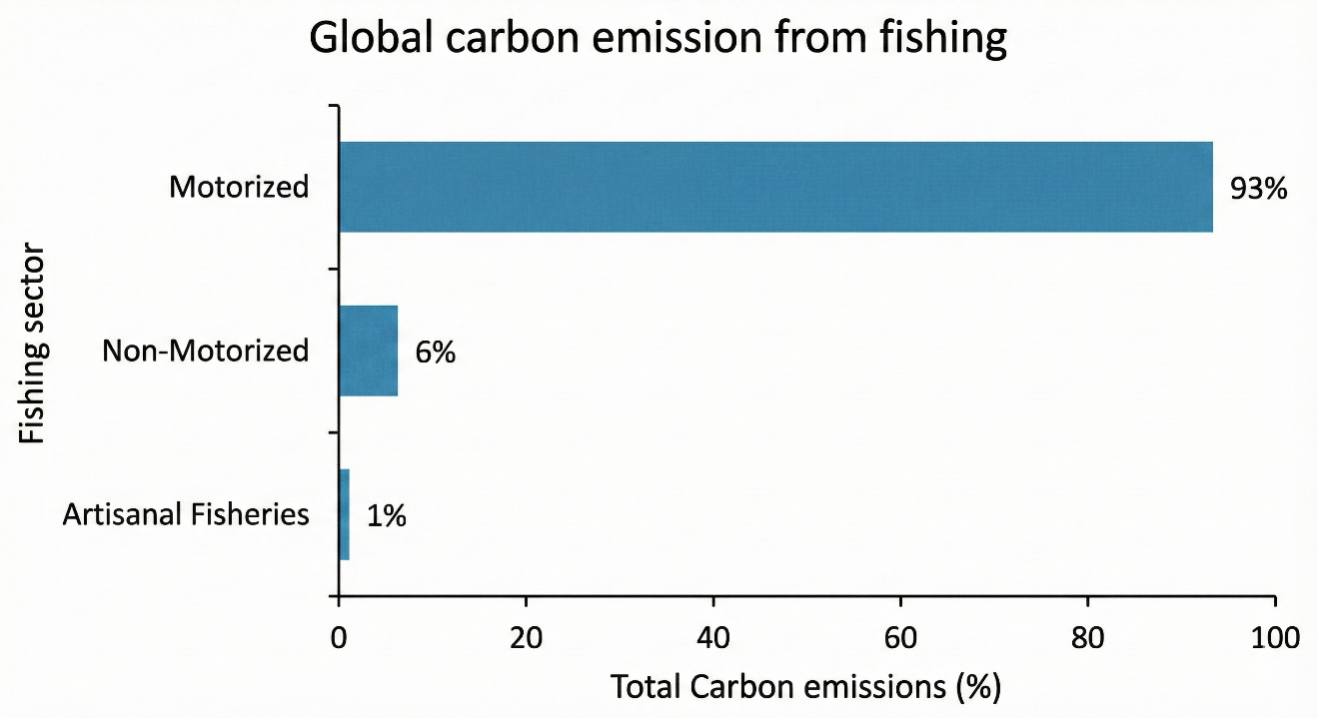 Global carbon emission from fishing
Motorized
93%
Non-Motorized
6%
Artisanal Fisheries
1%
Fishing sector
0 20 40 60 80 100
Total Carbon emissions (%)